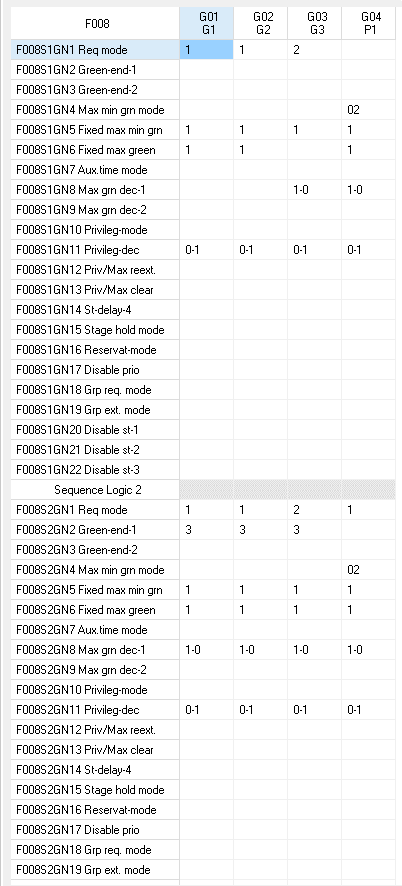 F008 G01 G02 G03 G04
G1 G2 G3 P1
F008S1GN1 Req mode 1 1 2
F008S1GN2 Green-end-1
F008S1GN3 Green-end-2
F008S1GN4 Max min grn mode 02
F008S1GN5 Fixed max min grn 1 1 1 1
F008S1GN6 Fixed max green 1 1 1
F008S1GN7 Aux.time mode
F008S1GN8 Max grn dec-1 1-0 1-0
F008S1GN9 Max grn dec-2
F008S1GN10 Privileg-mode
F008S1GN11 Privileg-dec 0-1 0-1 0-1 0-1
F008S1GN12 Priv/Max reext.
F008S1GN13 Priv/Max clear
F008S1GN14 St-delay-4
F008S1GN15 Stage hold mode
F008S1GN16 Reservat-mode
F008S1GN17 Disable prio
F008S1GN18 Grp req. mode
F008S1GN19 Grp ext. mode
F008S1GN20 Disable st-1
F008S1GN21 Disable st-2
F008S1GN22 Disable st-3
Sequence Logic 2
F008S2GN1 Req mode 1 1 2 1
F008S2GN2 Green-end-1 3 3 3
F008S2GN3 Green-end-2
F008S2GN4 Max min grn mode 02
F008S2GN5 Fixed max min grn 1 1 1 1
F008S2GN6 Fixed max green 1 1 1 1
F008S2GN7 Aux.time mode
F008S2GN8 Max grn dec-1 1-0 1-0 1-0 1-0
F008S2GN9 Max grn dec-2
F008S2GN10 Privileg-mode
F008S2GN11 Privileg-dec 0-1 0-1 0-1 0-1
F008S2GN12 Priv/Max reext.
F008S2GN13 Priv/Max clear
F008S2GN14 St-delay-4
F008S2GN15 Stage hold mode
F008S2GN16 Reservat-mode
F008S2GN17 Disable prio
F008S2GN18 Grp req. mode
F008S2GN19 Grp ext. mode